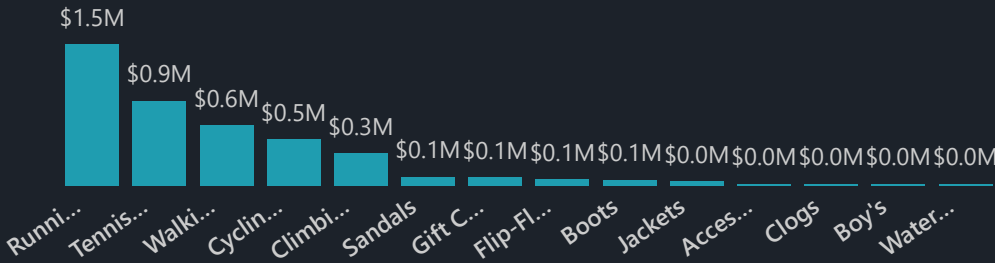 $1.5M
$0.9M
$0.6M
$0.5M
$0.3M
$0.1M
$0.1M
$0.1M
$0.1M
$0.0M
$0.0M
$0.0M
$0.0M
$0.0M
Runni...
Tennis...
Walki...
Cyclin...
Climbi...
Sandals
Gift C...
Flip-Fl...
Boots
Jackets
Acces...
Clogs
Boy's
Water...